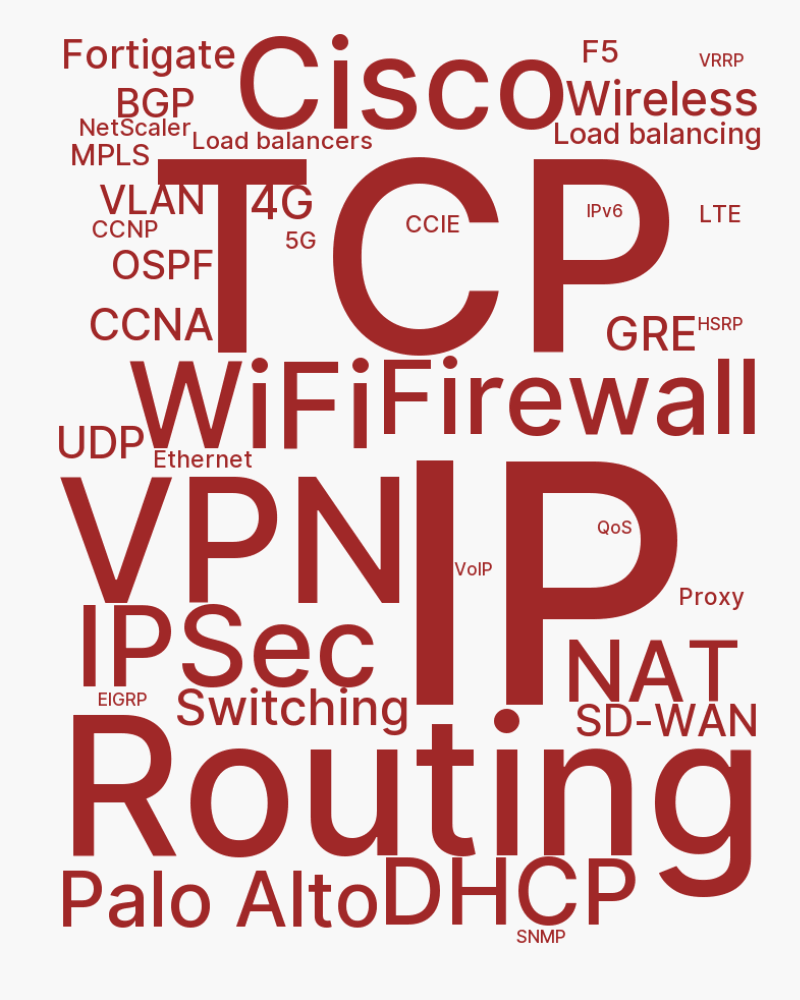 Fortigate
Cisco
F5
VRRP
BGP
Wireless
NetScaler
Load balancers
Load balancing
MPLS
TCP
VLAN
4G
CCIE
IPv6
LTE
CCNP
5G
OSPF
CCNA
GRE
HSRP
WiFi
Firewall
UDP
Ethernet
VPN
IP
QoS
VoIP
Proxy
IPSec
NAT
EIGRP
Switching
SD-WAN
Routing
Palo Alto
DHCP
SNMP